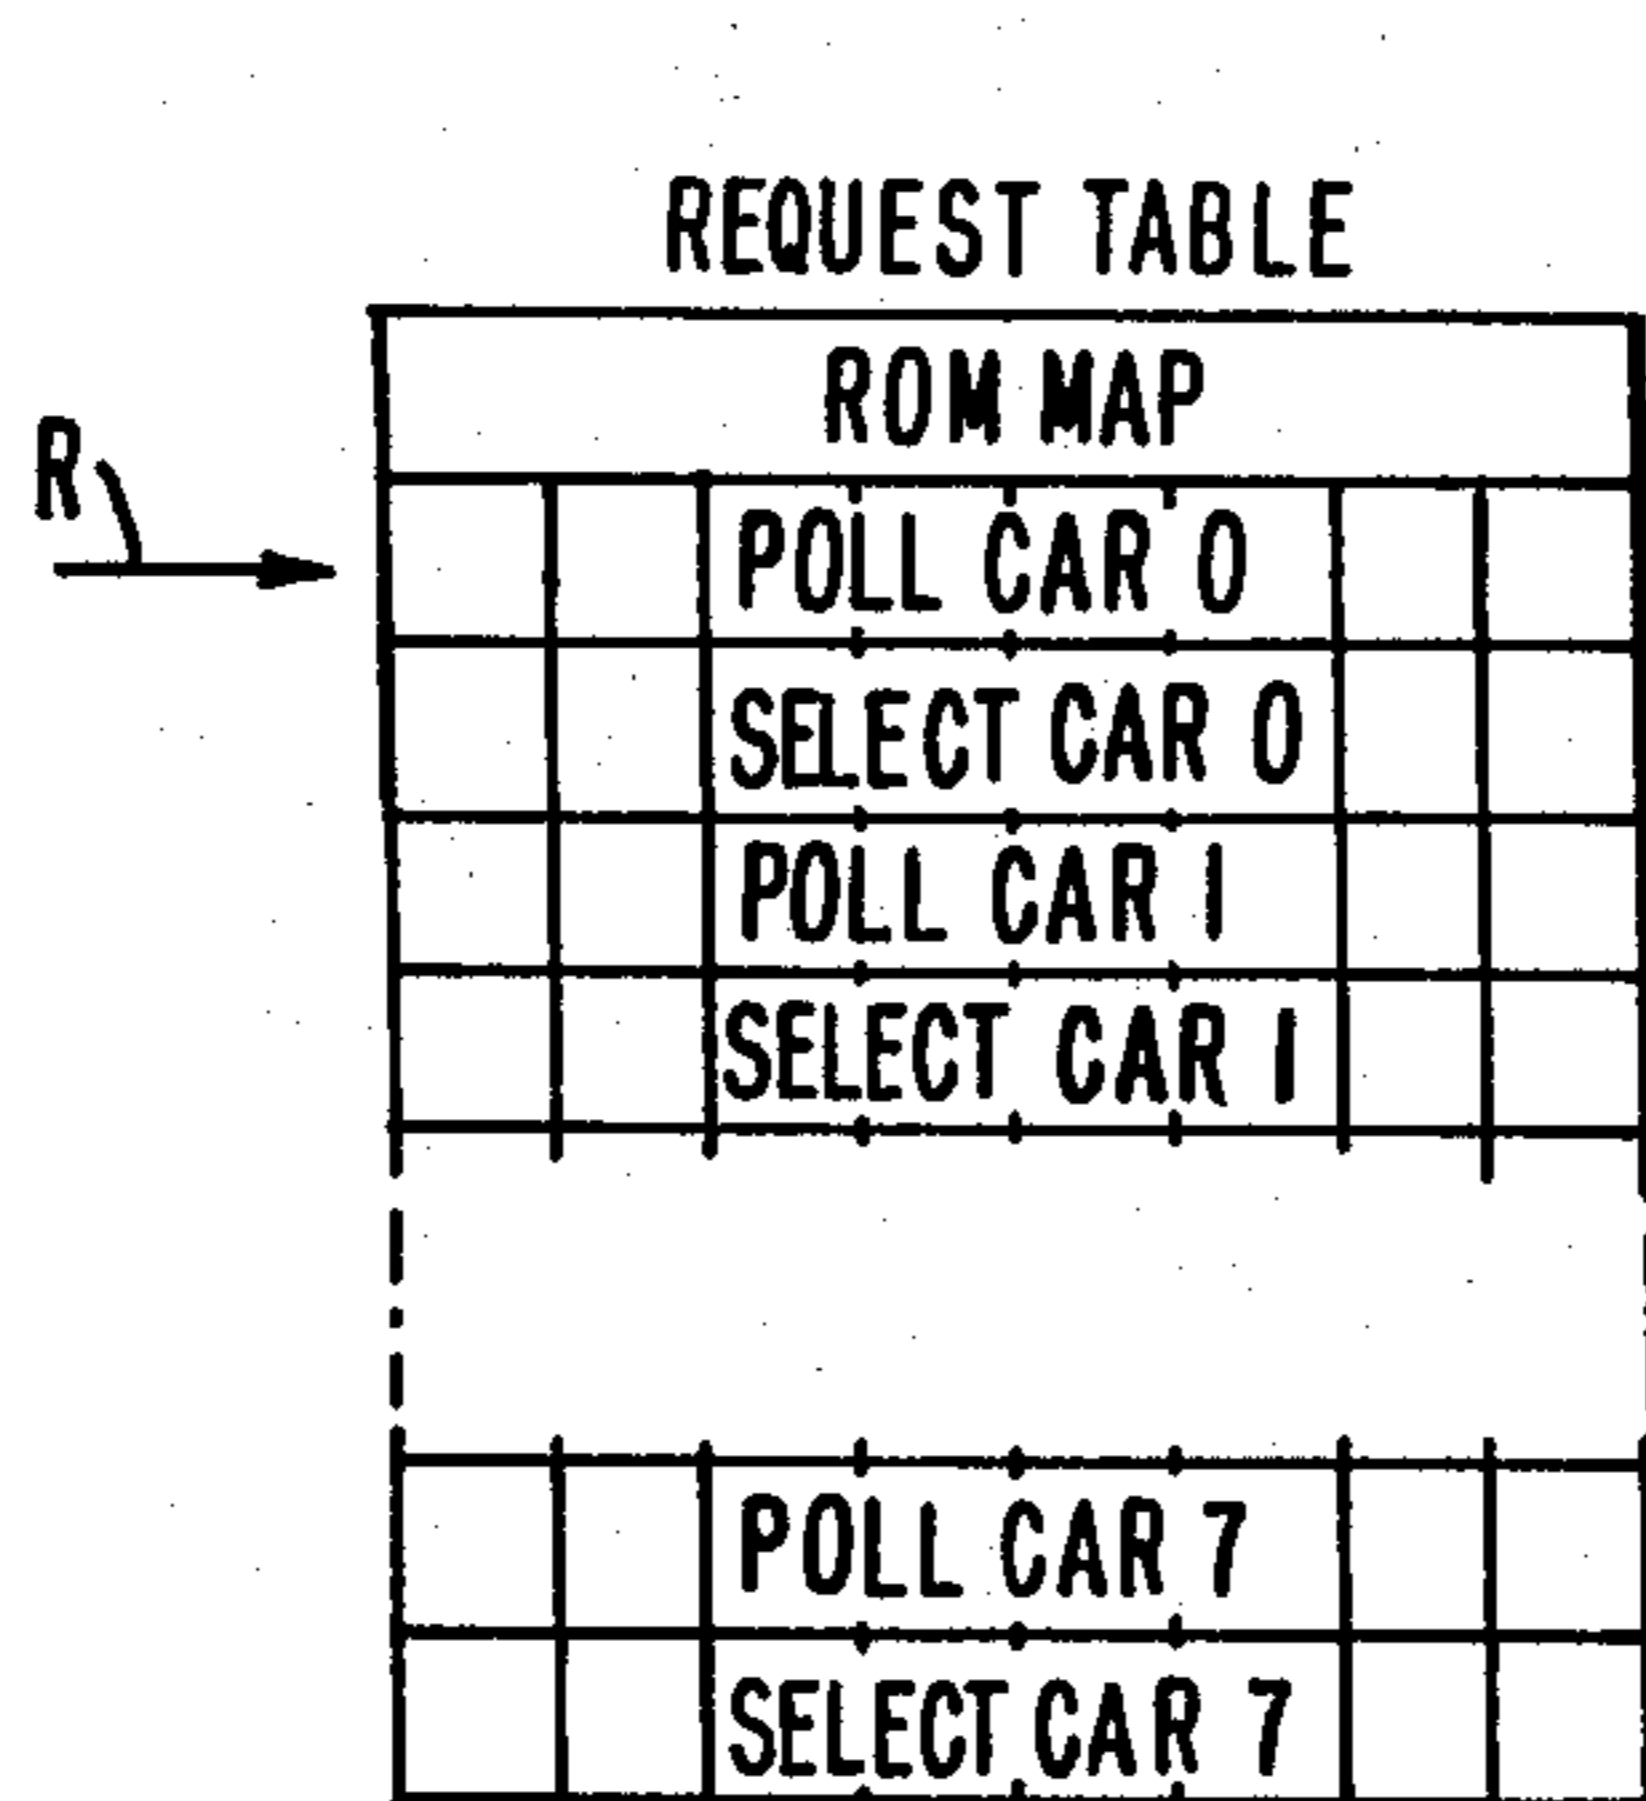 REQUEST TABLE
ROM MAP
R
POLL CAR 0
SELECT CAR 0
POLL CAR 1
SELECT CAR 1
POLL CAR 7
SELECT CAR 7